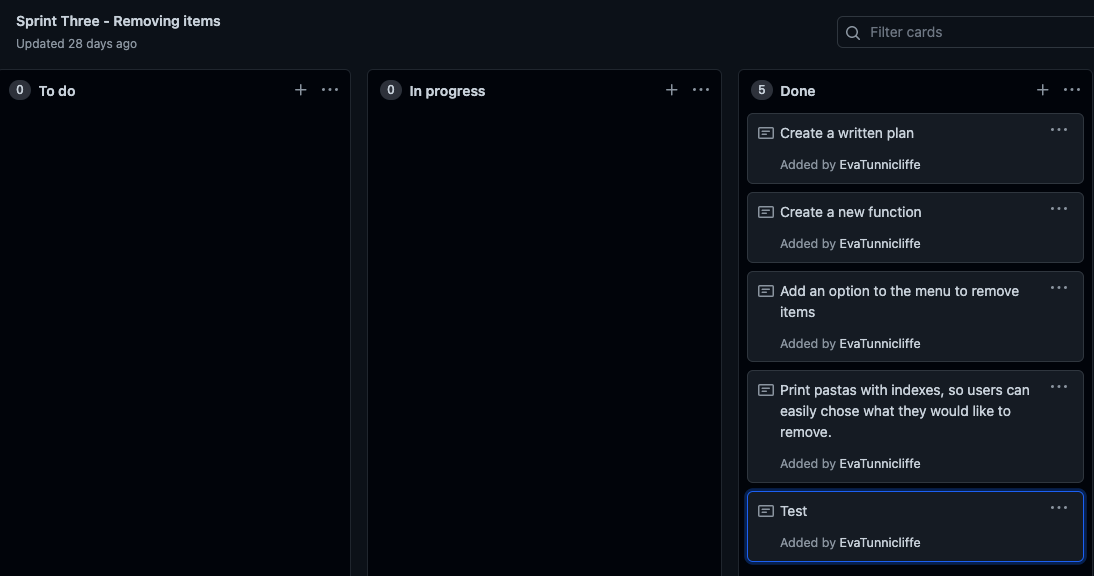 Sprint Three - Removing items
Updated 28 days ago
Filter cards
0 To do
0 In progress
5 Done
Create a written plan
Added by EvaTunnicliffe
Create a new function
Added by EvaTunnicliffe
Add an option to the menu to remove
items
Added by EvaTunnicliffe
Print pastas with indexes, so users can
easily chose what they would like to
remove.
Added by EvaTunnicliffe
Test
Added by EvaTunnicliffe